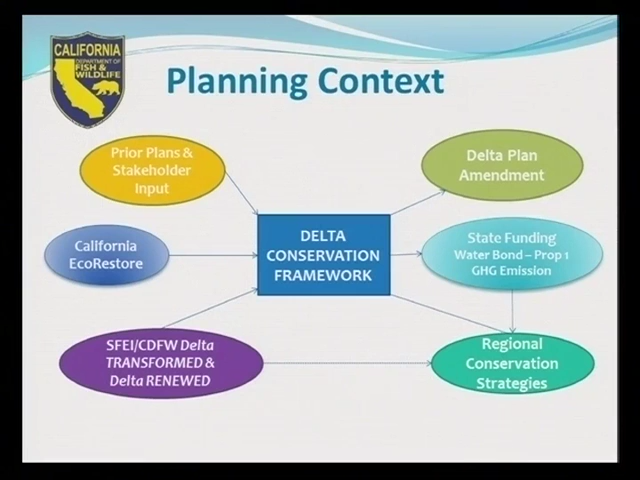 CALIFORNIA
DEPARTMENT OF
FISH &
WILDLIFE
Planning Context
Prior Plans &
Stakeholder
Input
Delta Plan
Amendment
DELTA
CONSERVATION
FRAMEWORK
California
EcoRestore
State Funding
Water Bond – Prop 1
GHG Emission
SFEI/CDFW Delta
TRANSFORMED &
Delta RENEWED
Regional
Conservation
Strategies